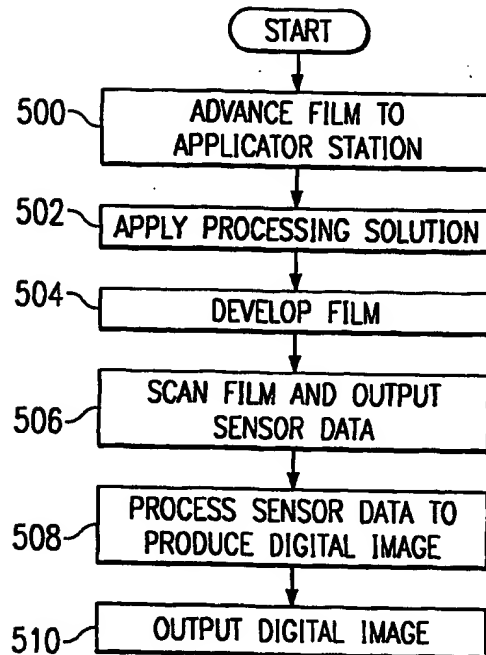 START
500
ADVANCE FILM TO
APPLICATOR STATION
502
APPLY PROCESSING SOLUTION
504
DEVELOP FILM
506
SCAN FILM AND OUTPUT
SENSOR DATA
508
PROCESS SENSOR DATA TO
PRODUCE DIGITAL IMAGE
510
OUTPUT DIGITAL IMAGE